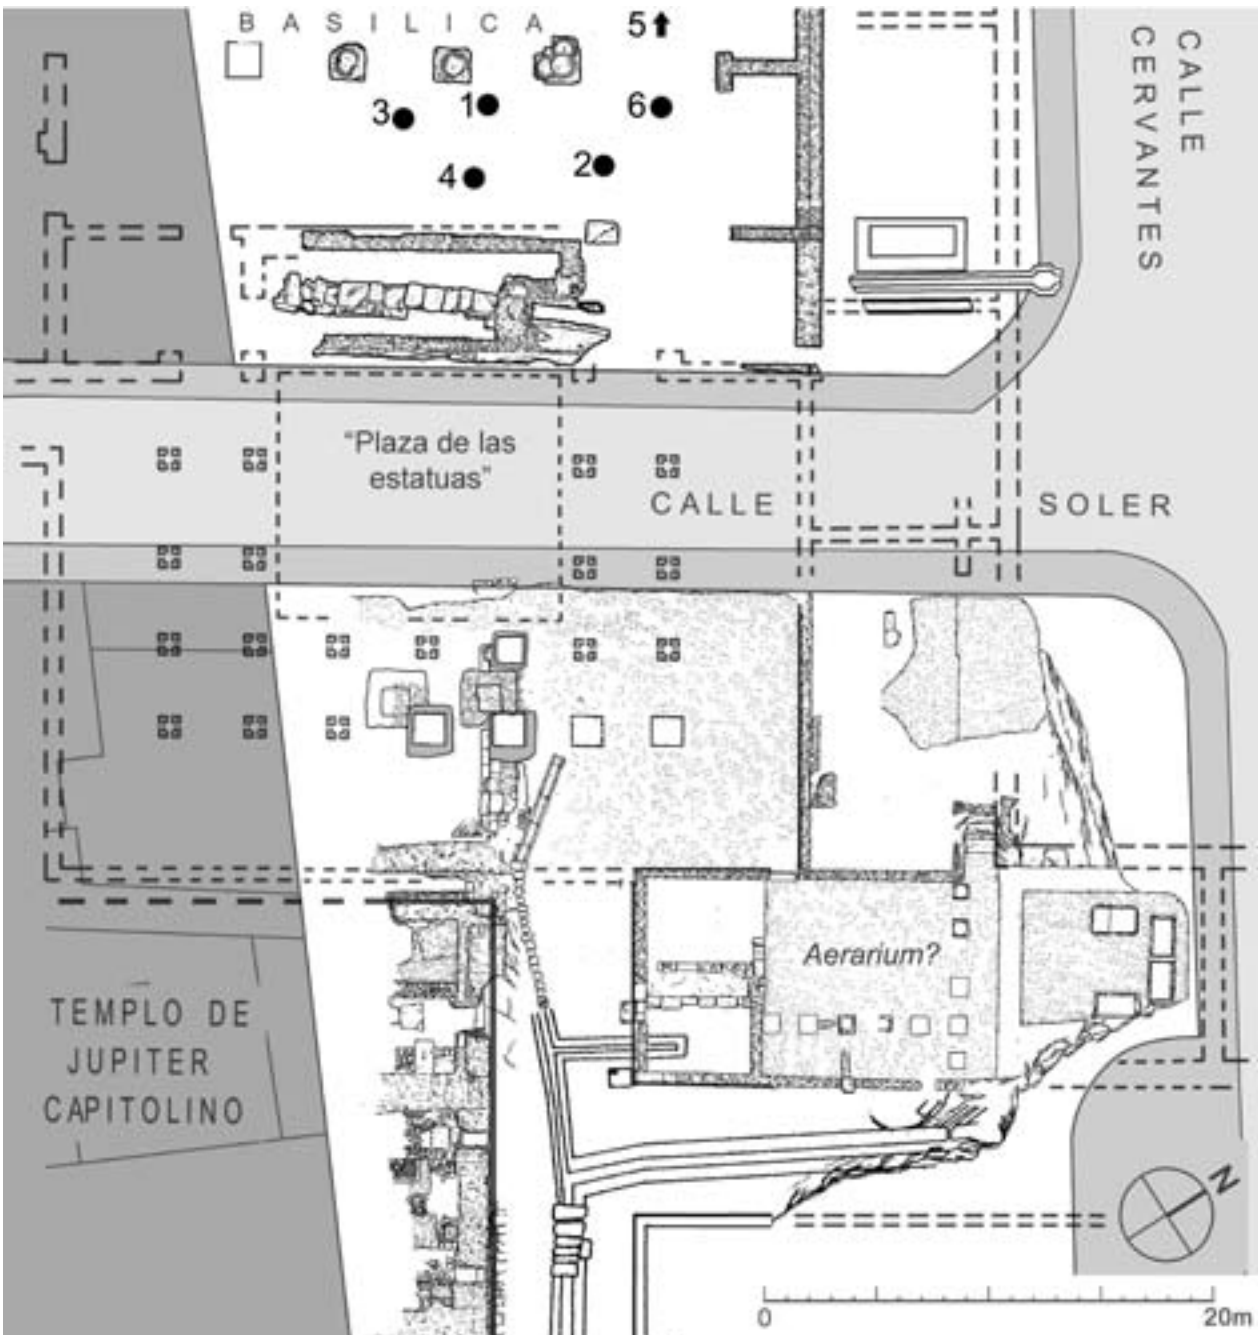 BASILICA
5
3
1
6
2
4
CALLE
CERVANTES
“Plaza de las
estatuas”
CALLE SOLER
Aerarium?
TEMPLO DE
JUPITER
CAPITOLINO
N
0 20m